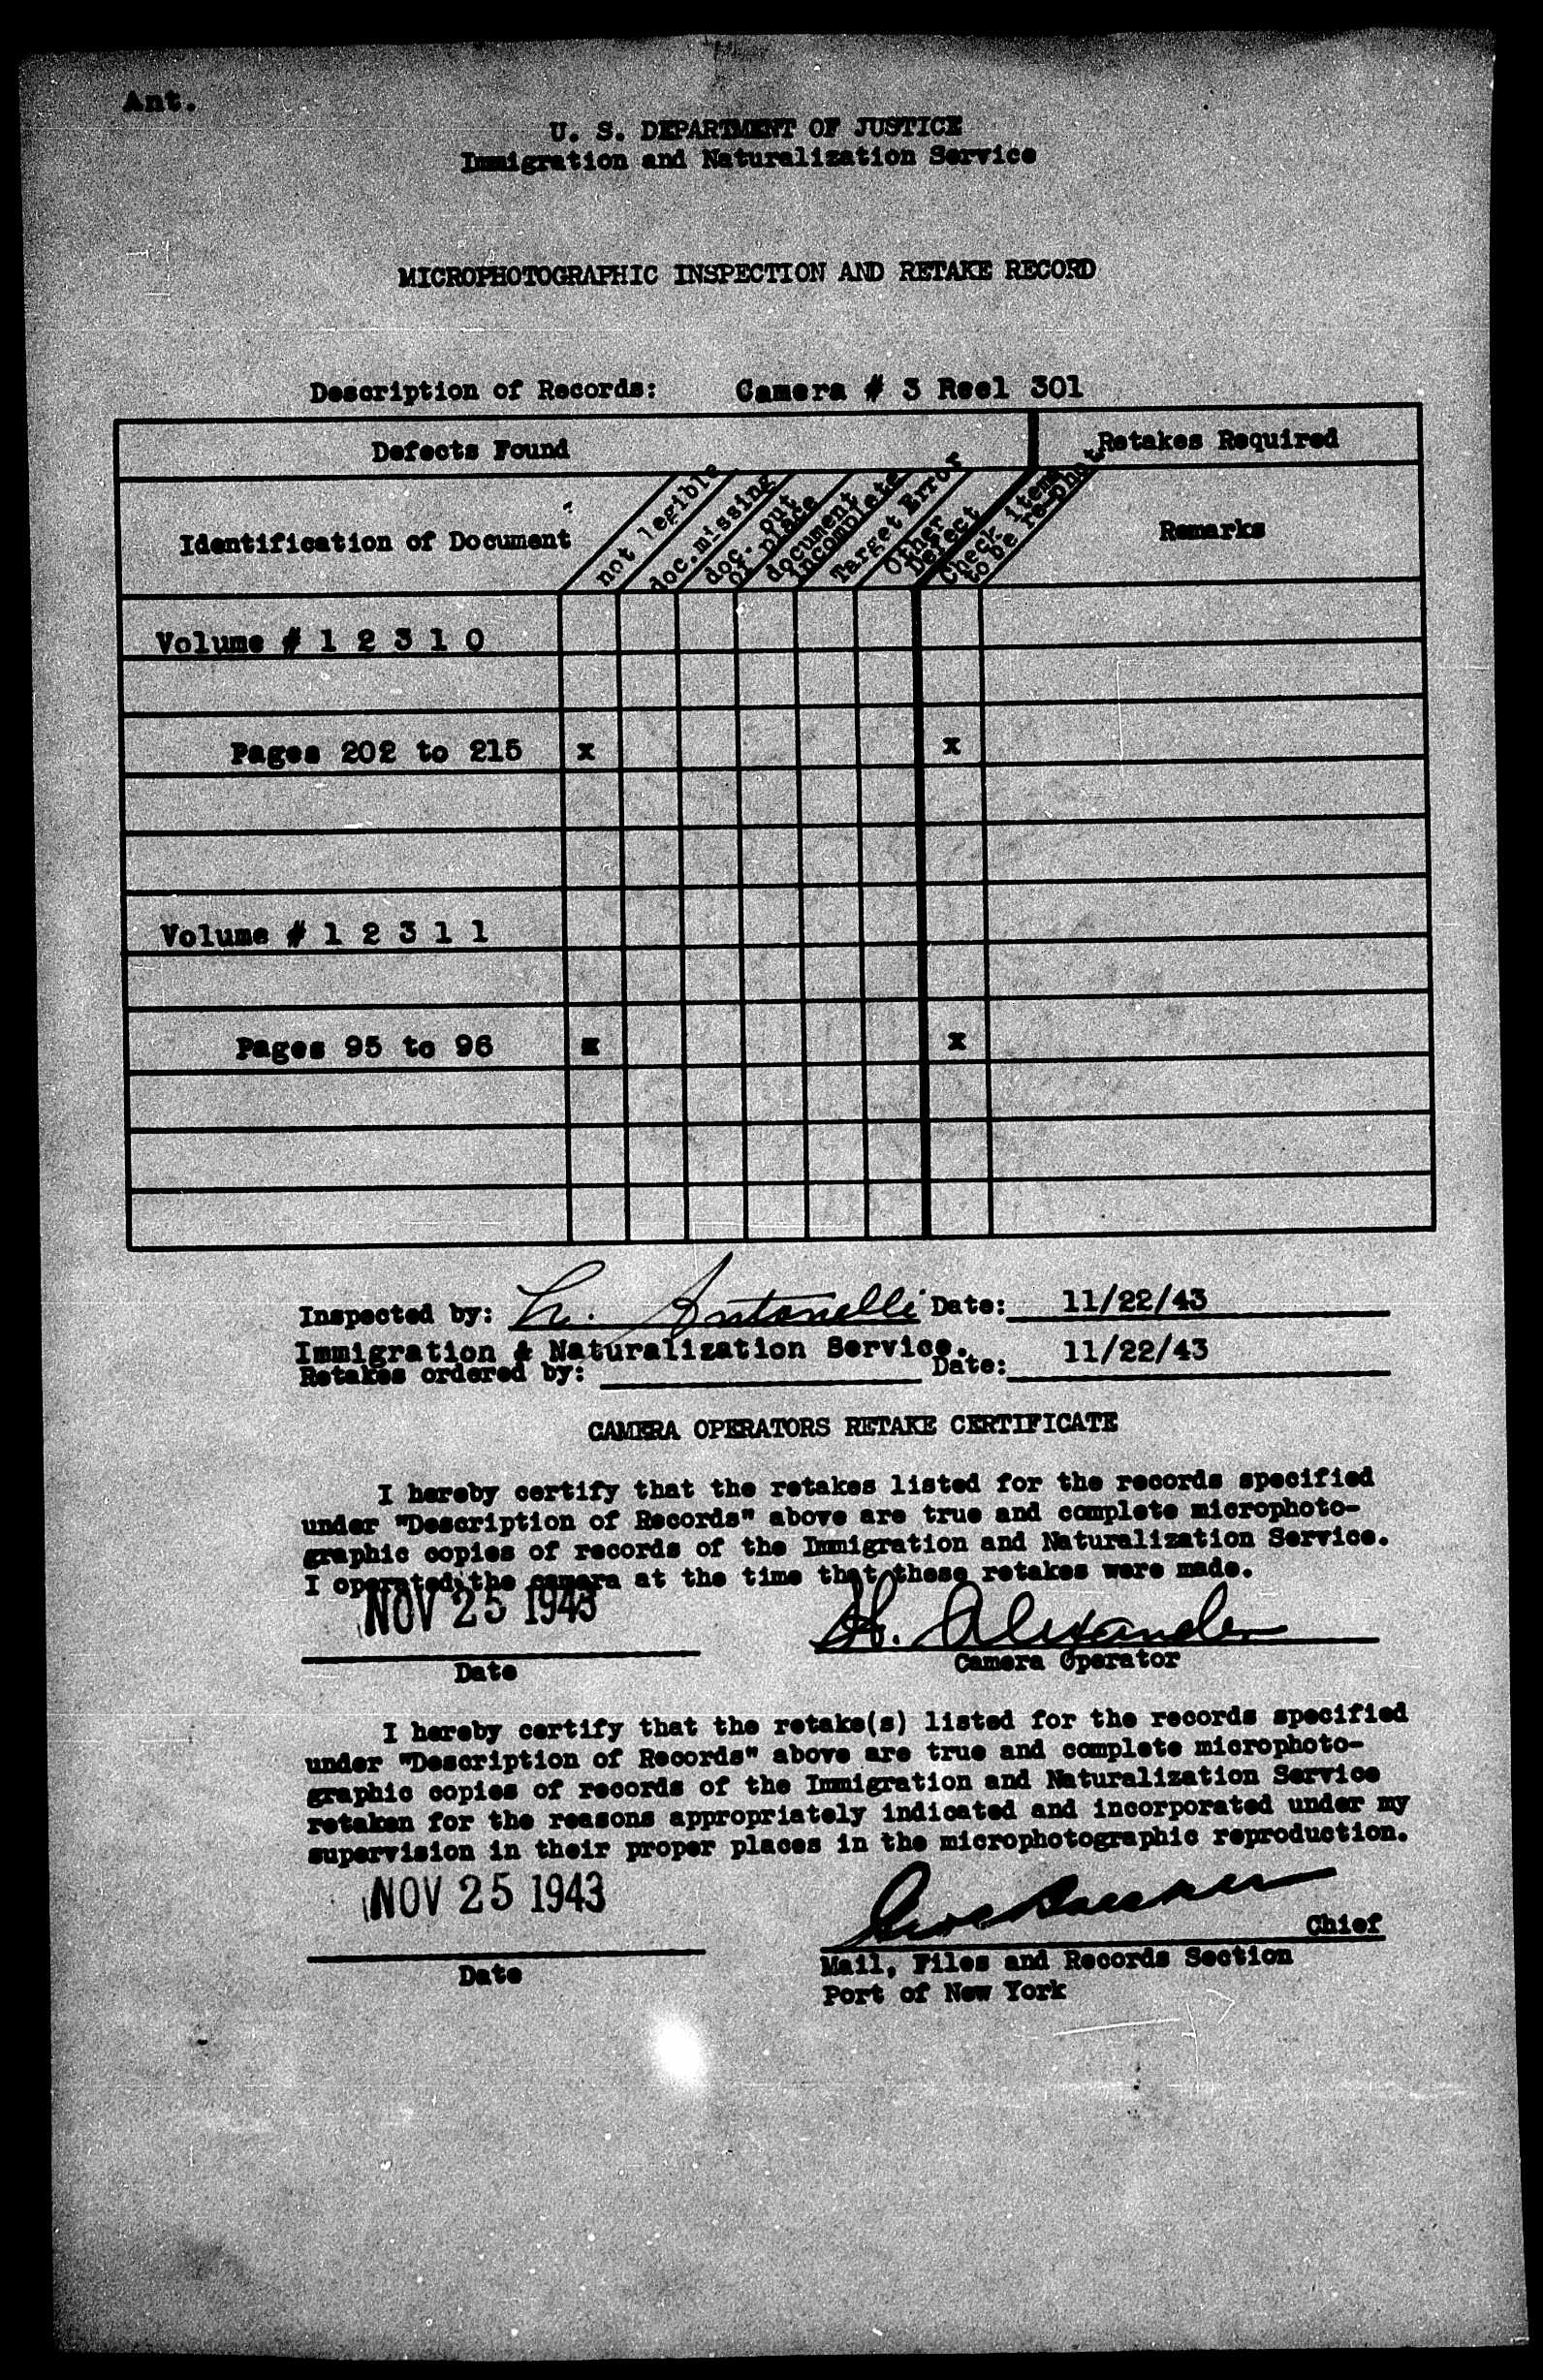 Ant.
U. S. DEPARTMENT OF JUSTICE
Immigration and Naturalization Service
MICROPHOTOGRAPHIC INSPECTION AND RETAKE RECORD
Description of Records: Camera # 3 Reel 301
Defects Found
Retakes Required
Identification of Document
not legible
doc.missing
doc. out
of place
document
incomplete
Target Error
Other
Defect
Check items
to be re-phot.
Remarks
Volume # 1 2 3 1 0
Pages 202 to 215 x x
Volume # 1 2 3 1 1
Pages 95 to 96 x x
Inspected by: Antonelli Date: 11/22/43
Immigration & Naturalization Service.
Retakes ordered by: Date: 11/22/43
CAMERA OPERATORS RETAKE CERTIFICATE
I hereby certify that the retakes listed for the records specified
under "Description of Records" above are true and complete microphoto-
graphic copies of records of the Immigration and Naturalization Service.
I operated the camera at the time that these retakes were made.
NOV 25 1943
H. Alexander
Date
Camera Operator
I hereby certify that the retake(s) listed for the records specified
under "Description of Records" above are true and complete microphoto-
graphic copies of records of the Immigration and Naturalization Service
retaken for the reasons appropriately indicated and incorporated under my
supervision in their proper places in the microphotographic reproduction.
NOV 25 1943
Chief
Date
Mail, Files and Records Section
Port of New York